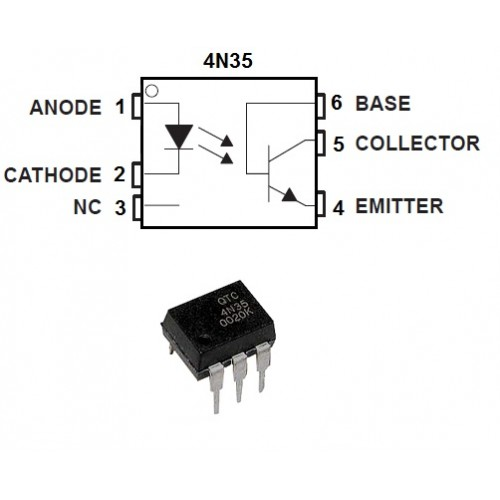 4N35
ANODE 1
6 BASE
5 COLLECTOR
CATHODE 2
NC 3
4 EMITTER
QTC
4N35
0020K